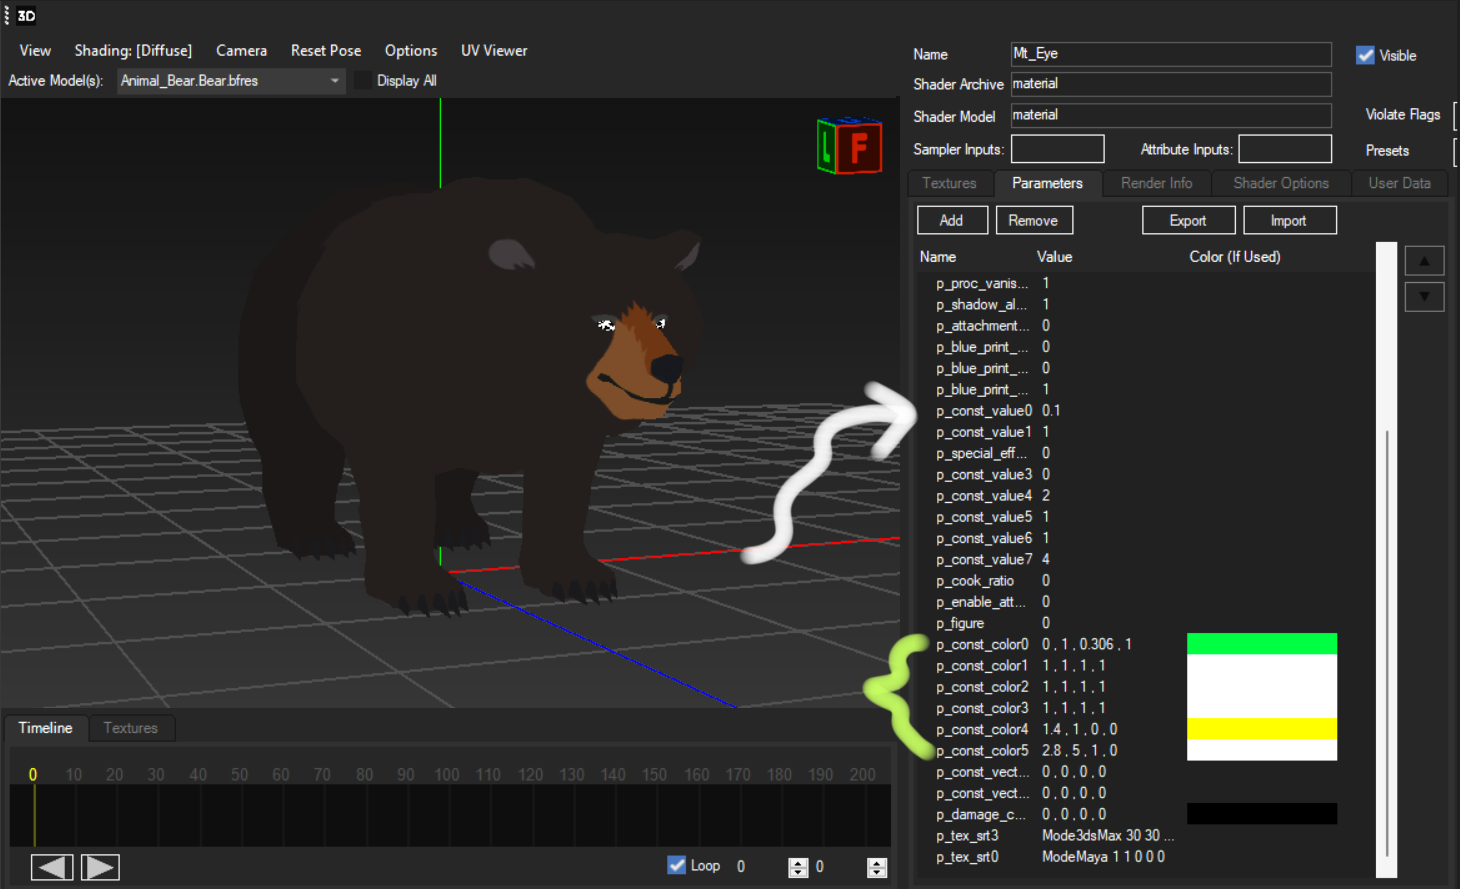 3D
View Shading: [Diffuse] Camera Reset Pose Options UV Viewer
Active Model(s): Animal_Bear.Bear.bfres Display All
L F
Name Mt_Eye Visible
Shader Archive material
Shader Model material Violate Flags
Sampler Inputs: Attribute Inputs: Presets
Textures Parameters Render Info Shader Options User Data
Add Remove Export Import
Name Value Color (If Used)
p_proc_vanis... 1
p_shadow_al... 1
p_attachment... 0
p_blue_print_... 0
p_blue_print_... 0
p_blue_print_... 1
p_const_value0 0.1
p_const_value1 1
p_special_eff... 0
p_const_value3 0
p_const_value4 2
p_const_value5 1
p_const_value6 1
p_const_value7 4
p_cook_ratio 0
p_enable_att... 0
p_figure 0
p_const_color0 0 , 1 , 0.306 , 1
p_const_color1 1 , 1 , 1 , 1
p_const_color2 1 , 1 , 1 , 1
p_const_color3 1 , 1 , 1 , 1
p_const_color4 1.4 , 1 , 0 , 0
p_const_color5 2.8 , 5 , 1 , 0
p_const_vect... 0 , 0 , 0 , 0
p_const_vect... 0 , 0 , 0 , 0
p_damage_c... 0 , 0 , 0 , 0
p_tex_srt3 Mode3dsMax 30 30 ...
p_tex_srt0 ModeMaya 1 1 0 0 0
Timeline Textures
0 10 20 30 40 50 60 70 80 90 100 110 120 130 140 150 160 170 180 190 200
Loop 0 0